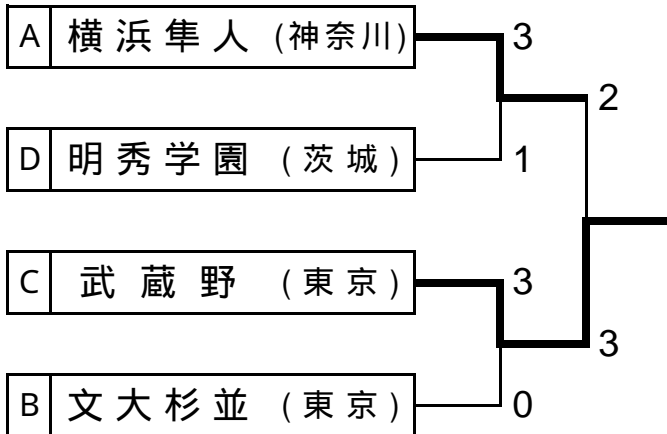 A 横浜隼人 (神奈川) 3
2
D 明秀学園 (茨城) 1
C 武蔵野 (東京) 3
3
B 文大杉並 (東京) 0